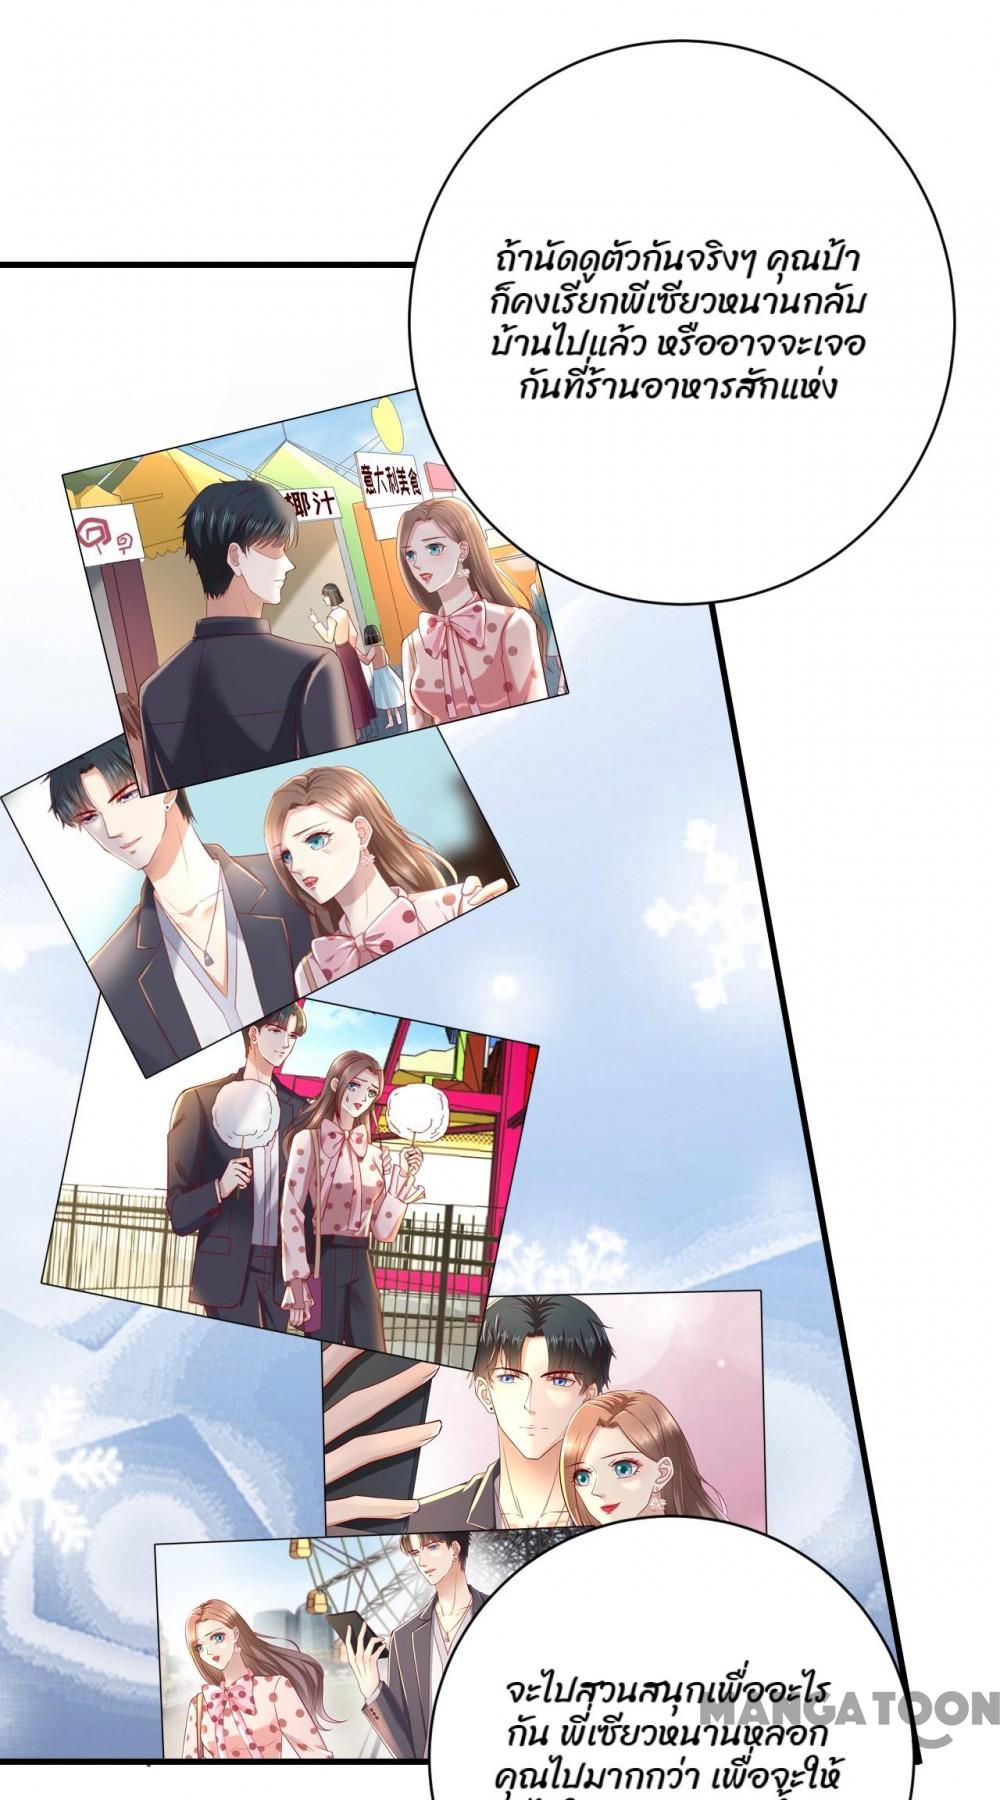 ถ้านัดดูตัวกันจริงๆ คุณป้า
ก็คงเรียกพี่เซียวหนานกลับ
บ้านไปแล้ว หรืออาจจะเจอ
กันที่ร้านอาหารสักแห่ง
意大利美食
椰汁
จะไปสวนสนุกเพื่ออะไร
กัน พี่เซียวหนานหลอก
คุณไปมากกว่า เพื่อจะให้
MANGATOON